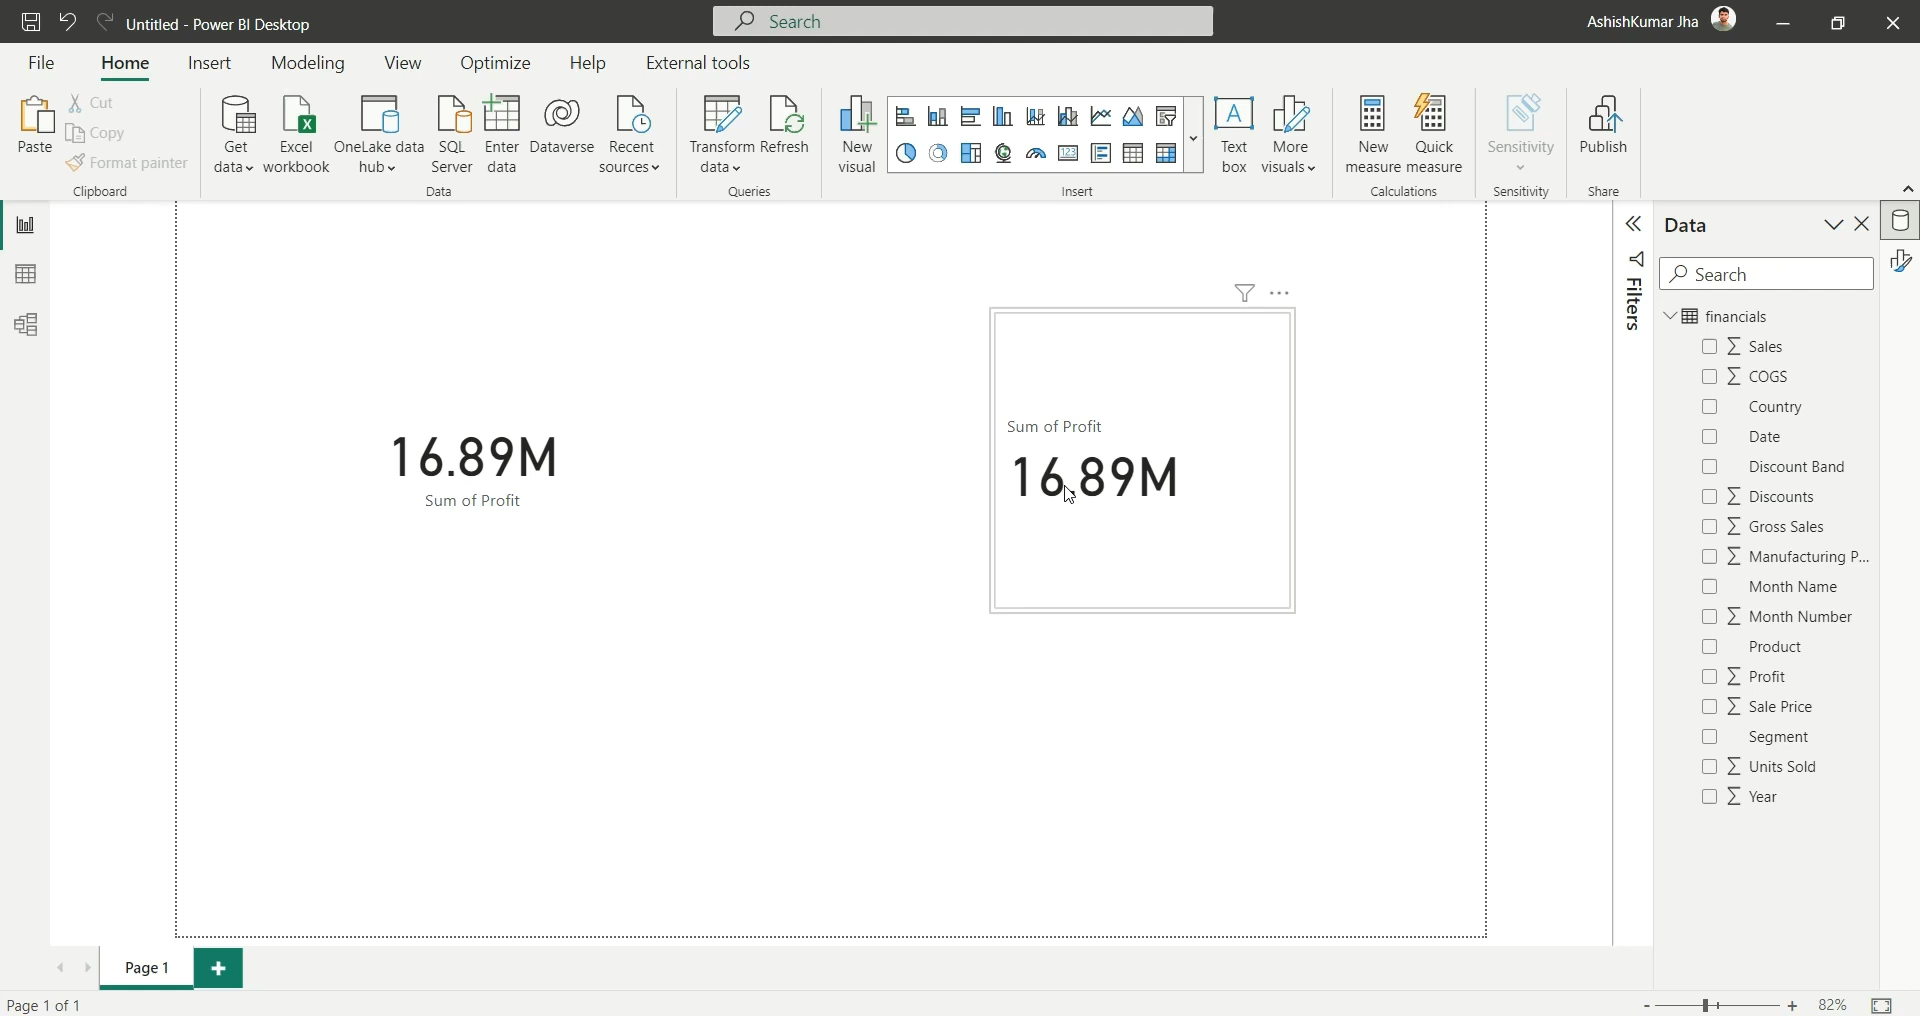 Untitled - Power BI Desktop
Search
AshishKumar Jha
File Home Insert Modeling View Optimize Help External tools
Paste
Cut
Copy
Format painter
Clipboard
Get data
Excel workbook
OneLake data hub
SQL Server
Enter data
Dataverse
Recent sources
Data
Transform data
Refresh
Queries
New visual
123
Insert
A
Text box
More visuals
New measure
Quick measure
Calculations
Sensitivity
Sensitivity
Publish
Share
16.89M
Sum of Profit
Sum of Profit
16.89M
Filters
Data
Search
financials
Sales
COGS
Country
Date
Discount Band
Discounts
Gross Sales
Manufacturing P...
Month Name
Month Number
Product
Profit
Sale Price
Segment
Units Sold
Year
Page 1
Page 1 of 1
82%